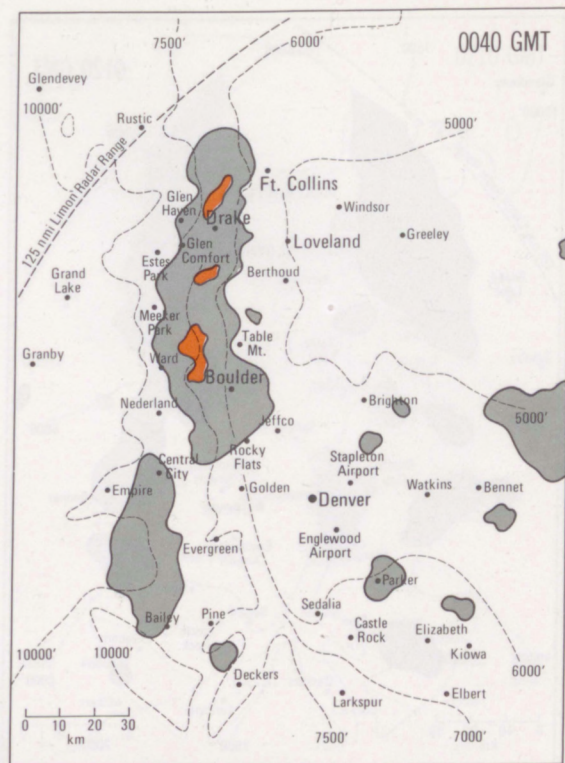 7500'
6000'
0040 GMT
Glendevey
10000'
Rustic
5000'
125 nmi Limon Radar Range
Ft. Collins
Glen
Haven
Windsor
Drake
Greeley
Glen
Comfort
Loveland
Estes
Park
Berthoud
Grand
Lake
Meeker
Park
Table
Mt.
Granby
Ward
Boulder
Brighton
Nederland
5000'
Jeffco
Rocky
Flats
Stapleton
Airport
Central
City
Empire
Golden
Denver
Watkins
Bennet
Englewood
Airport
Evergreen
Parker
Sedalia
Bailey
Pine
Castle
Rock
Elizabeth
Kiowa
10000'
10000'
6000'
Deckers
Larkspur
Elbert
0 10 20 30
km
7500'
7000'